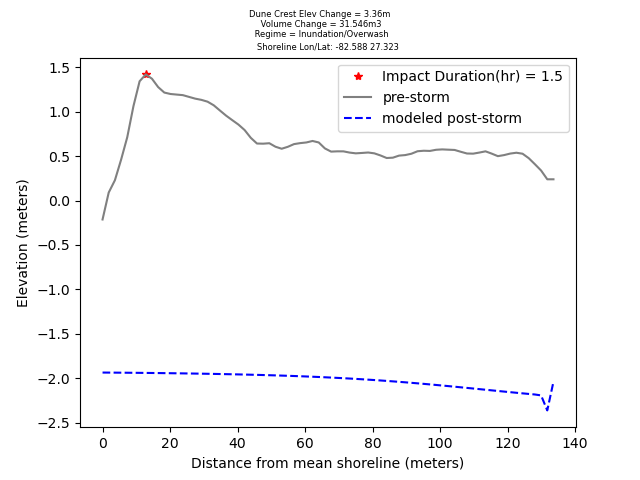 Dune Crest Elev Change = 3.36m
Volume Change = 31.546m3
Regime = Inundation/Overwash
Shoreline Lon/Lat: -82.588 27.323
Impact Duration(hr) = 1.5
pre-storm
modeled post-storm
1.5
1.0
0.5
0.0
−0.5
−1.0
−1.5
−2.0
−2.5
Elevation (meters)
0 20 40 60 80 100 120 140
Distance from mean shoreline (meters)